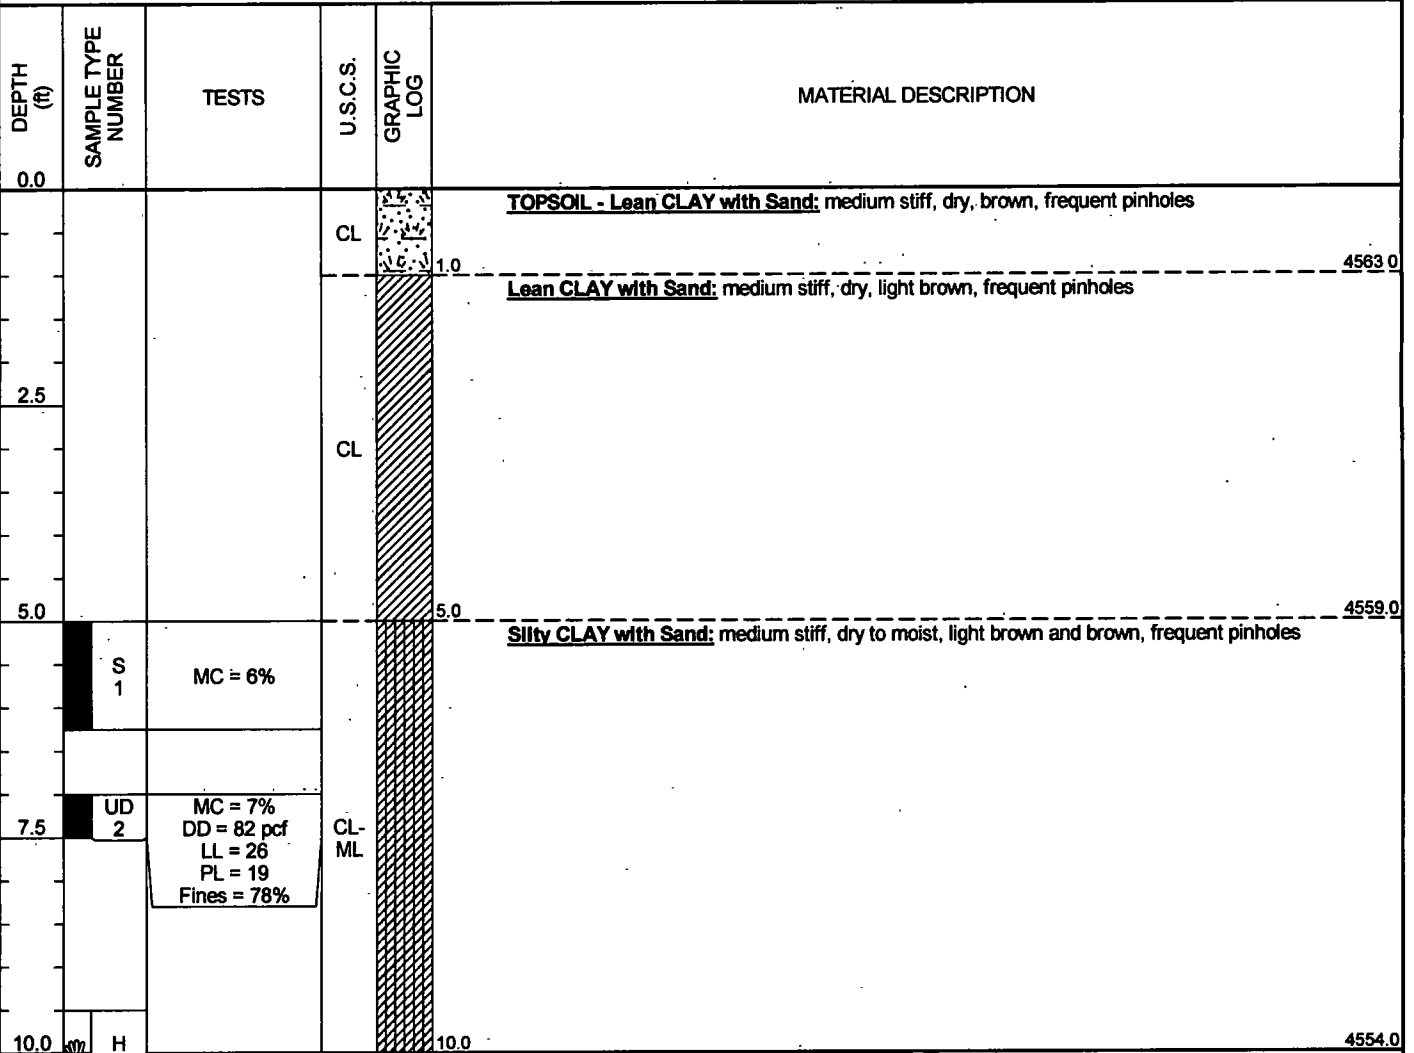 DEPTH
(ft)
SAMPLE TYPE
NUMBER
TESTS
U.S.C.S.
GRAPHIC
LOG
MATERIAL DESCRIPTION
0.0
TOPSOIL - Lean CLAY with Sand: medium stiff, dry, brown, frequent pinholes
CL
1.0
4563 0
Lean CLAY with Sand: medium stiff, dry, light brown, frequent pinholes
2.5
CL
5.0
5.0
4559.0
Silty CLAY with Sand: medium stiff, dry to moist, light brown and brown, frequent pinholes
S
1
MC = 6%
UD
2
MC = 7%
DD = 82 pcf
LL = 26
PL = 19
Fines = 78%
7.5
CL-
ML
10.0
H
10.0
4554.0